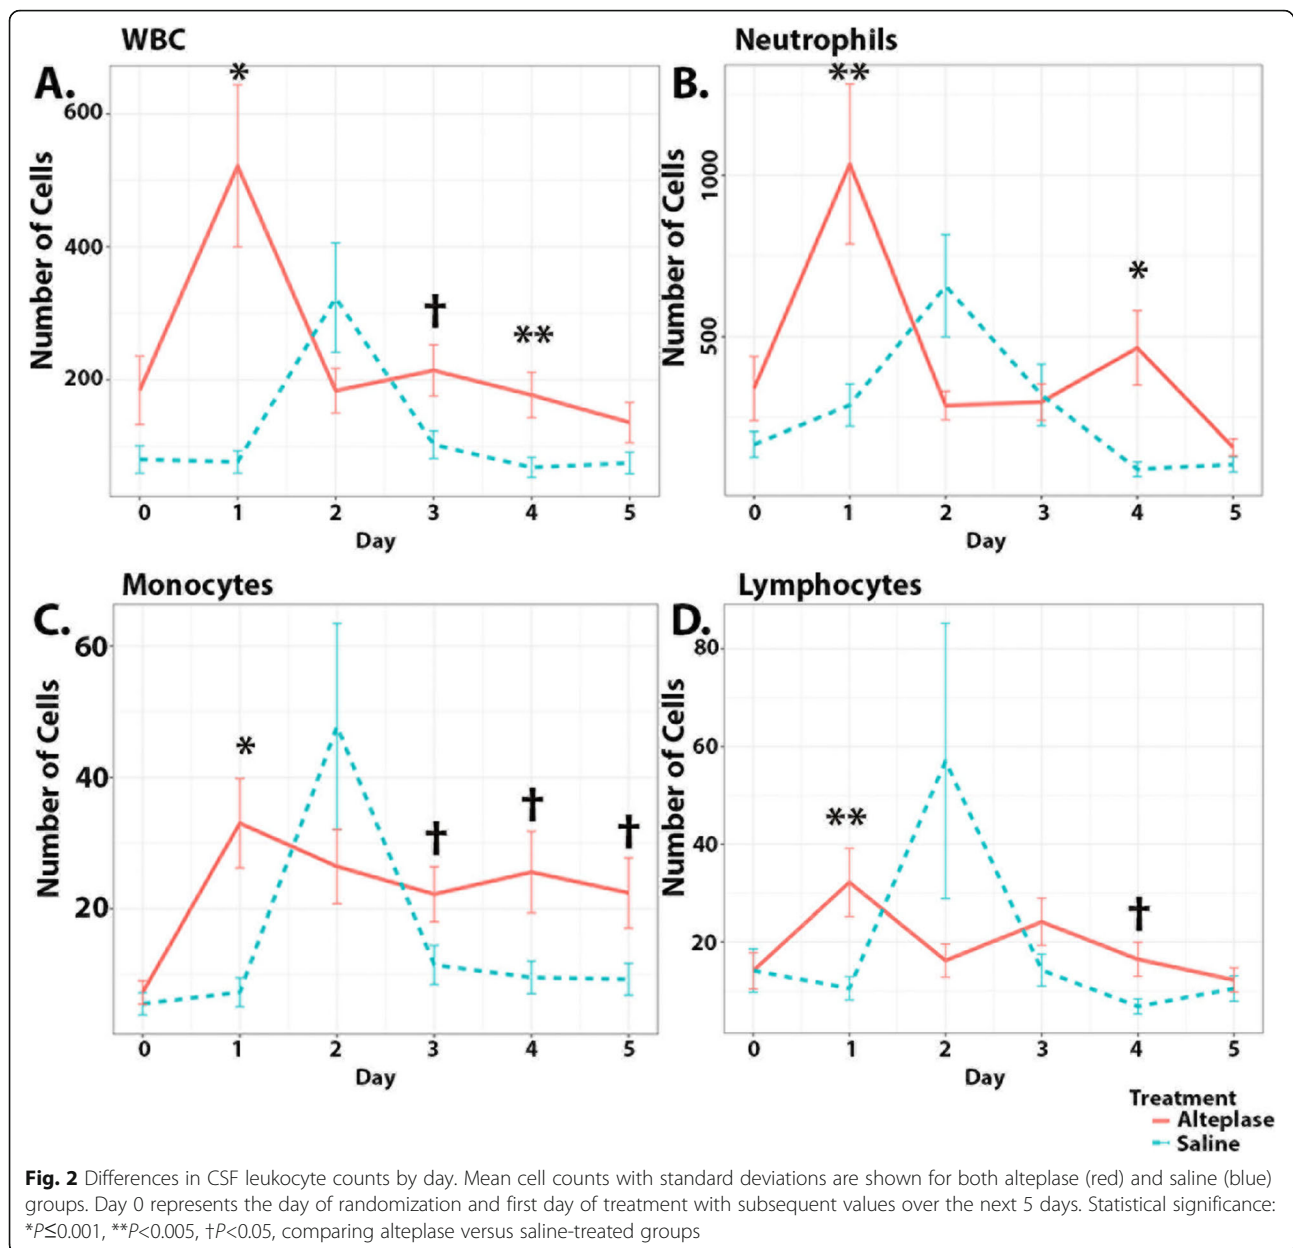 WBC
A.
*
600
400
200
†
**
Number of Cells
0 1 2 3 4 5
Day
Neutrophils
B.
**
1000
500
*
Number of Cells
0 1 2 3 4 5
Day
Monocytes
C.
60
40
20
*
†
†
†
Number of Cells
0 1 2 3 4 5
Day
Lymphocytes
D.
80
60
40
20
**
†
Number of Cells
0 1 2 3 4 5
Day
Treatment
Alteplase
Saline
Fig. 2 Differences in CSF leukocyte counts by day. Mean cell counts with standard deviations are shown for both alteplase (red) and saline (blue)
groups. Day 0 represents the day of randomization and first day of treatment with subsequent values over the next 5 days. Statistical significance:
*P≤0.001, **P<0.005, †P<0.05, comparing alteplase versus saline-treated groups